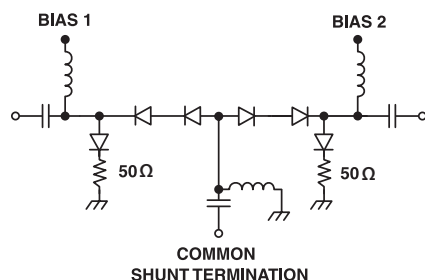 BIAS 1
BIAS 2
50Ω
50Ω
COMMON
SHUNT TERMINATION